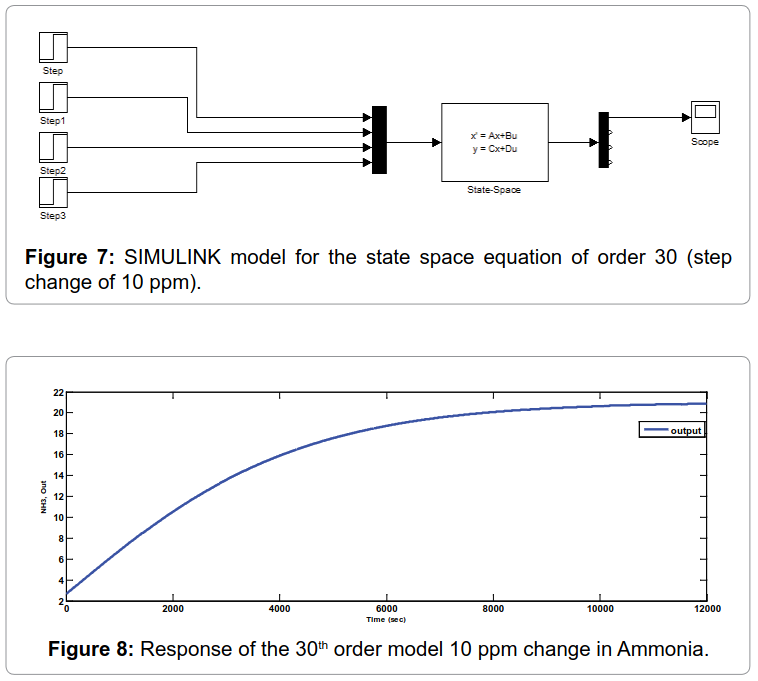 Step
Step1
Step2
Step3
x' = Ax+Bu
y = Cx+Du
State-Space
Scope
Figure 7: SIMULINK model for the state space equation of order 30 (step
change of 10 ppm).
22
20
18
16
14
12
10
8
6
4
2
NH3, Out
output
0 2000 4000 6000 8000 10000 12000
Time (sec)
Figure 8: Response of the 30th order model 10 ppm change in Ammonia.